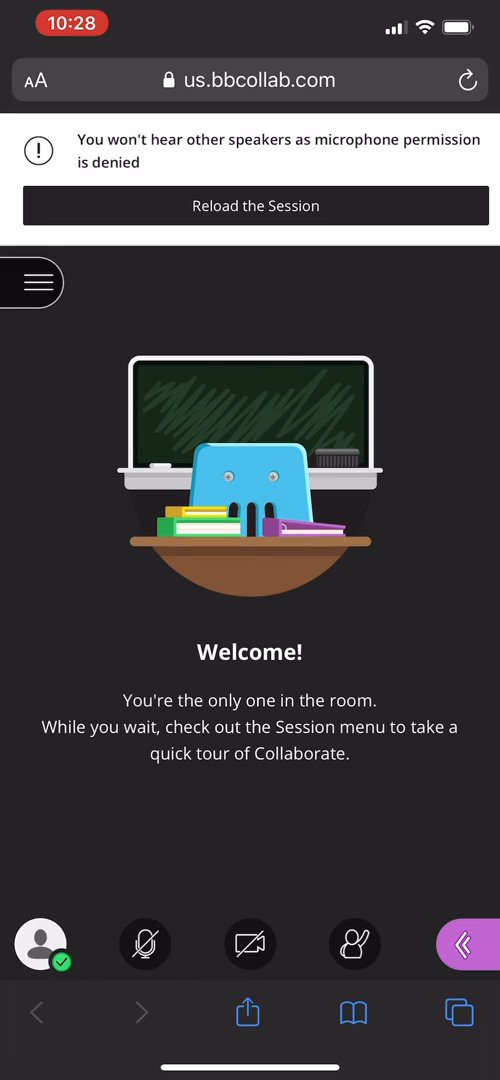 10:28
AA us.bbcollab.com
You won't hear other speakers as microphone permission
is denied
Reload the Session
Welcome!
You're the only one in the room.
While you wait, check out the Session menu to take a
quick tour of Collaborate.